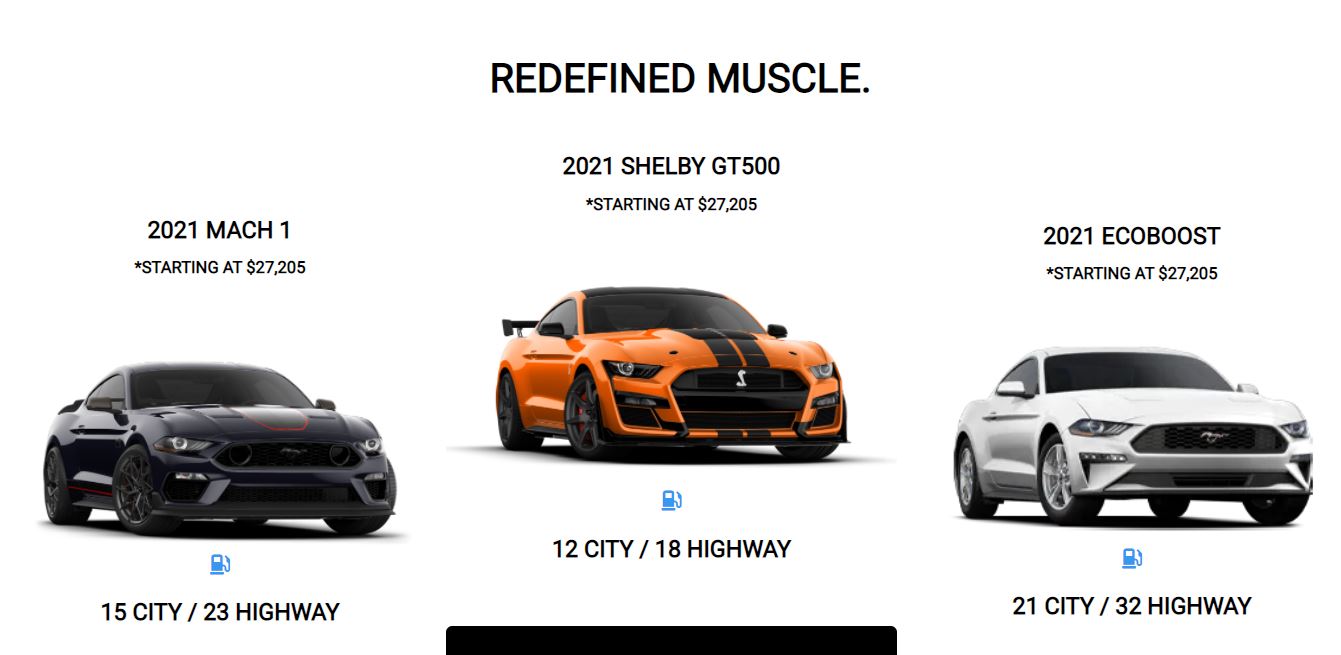 REDEFINED MUSCLE.
2021 MACH 1
*STARTING AT $27,205
15 CITY / 23 HIGHWAY
2021 SHELBY GT500
*STARTING AT $27,205
12 CITY / 18 HIGHWAY
2021 ECOBOOST
*STARTING AT $27,205
21 CITY / 32 HIGHWAY